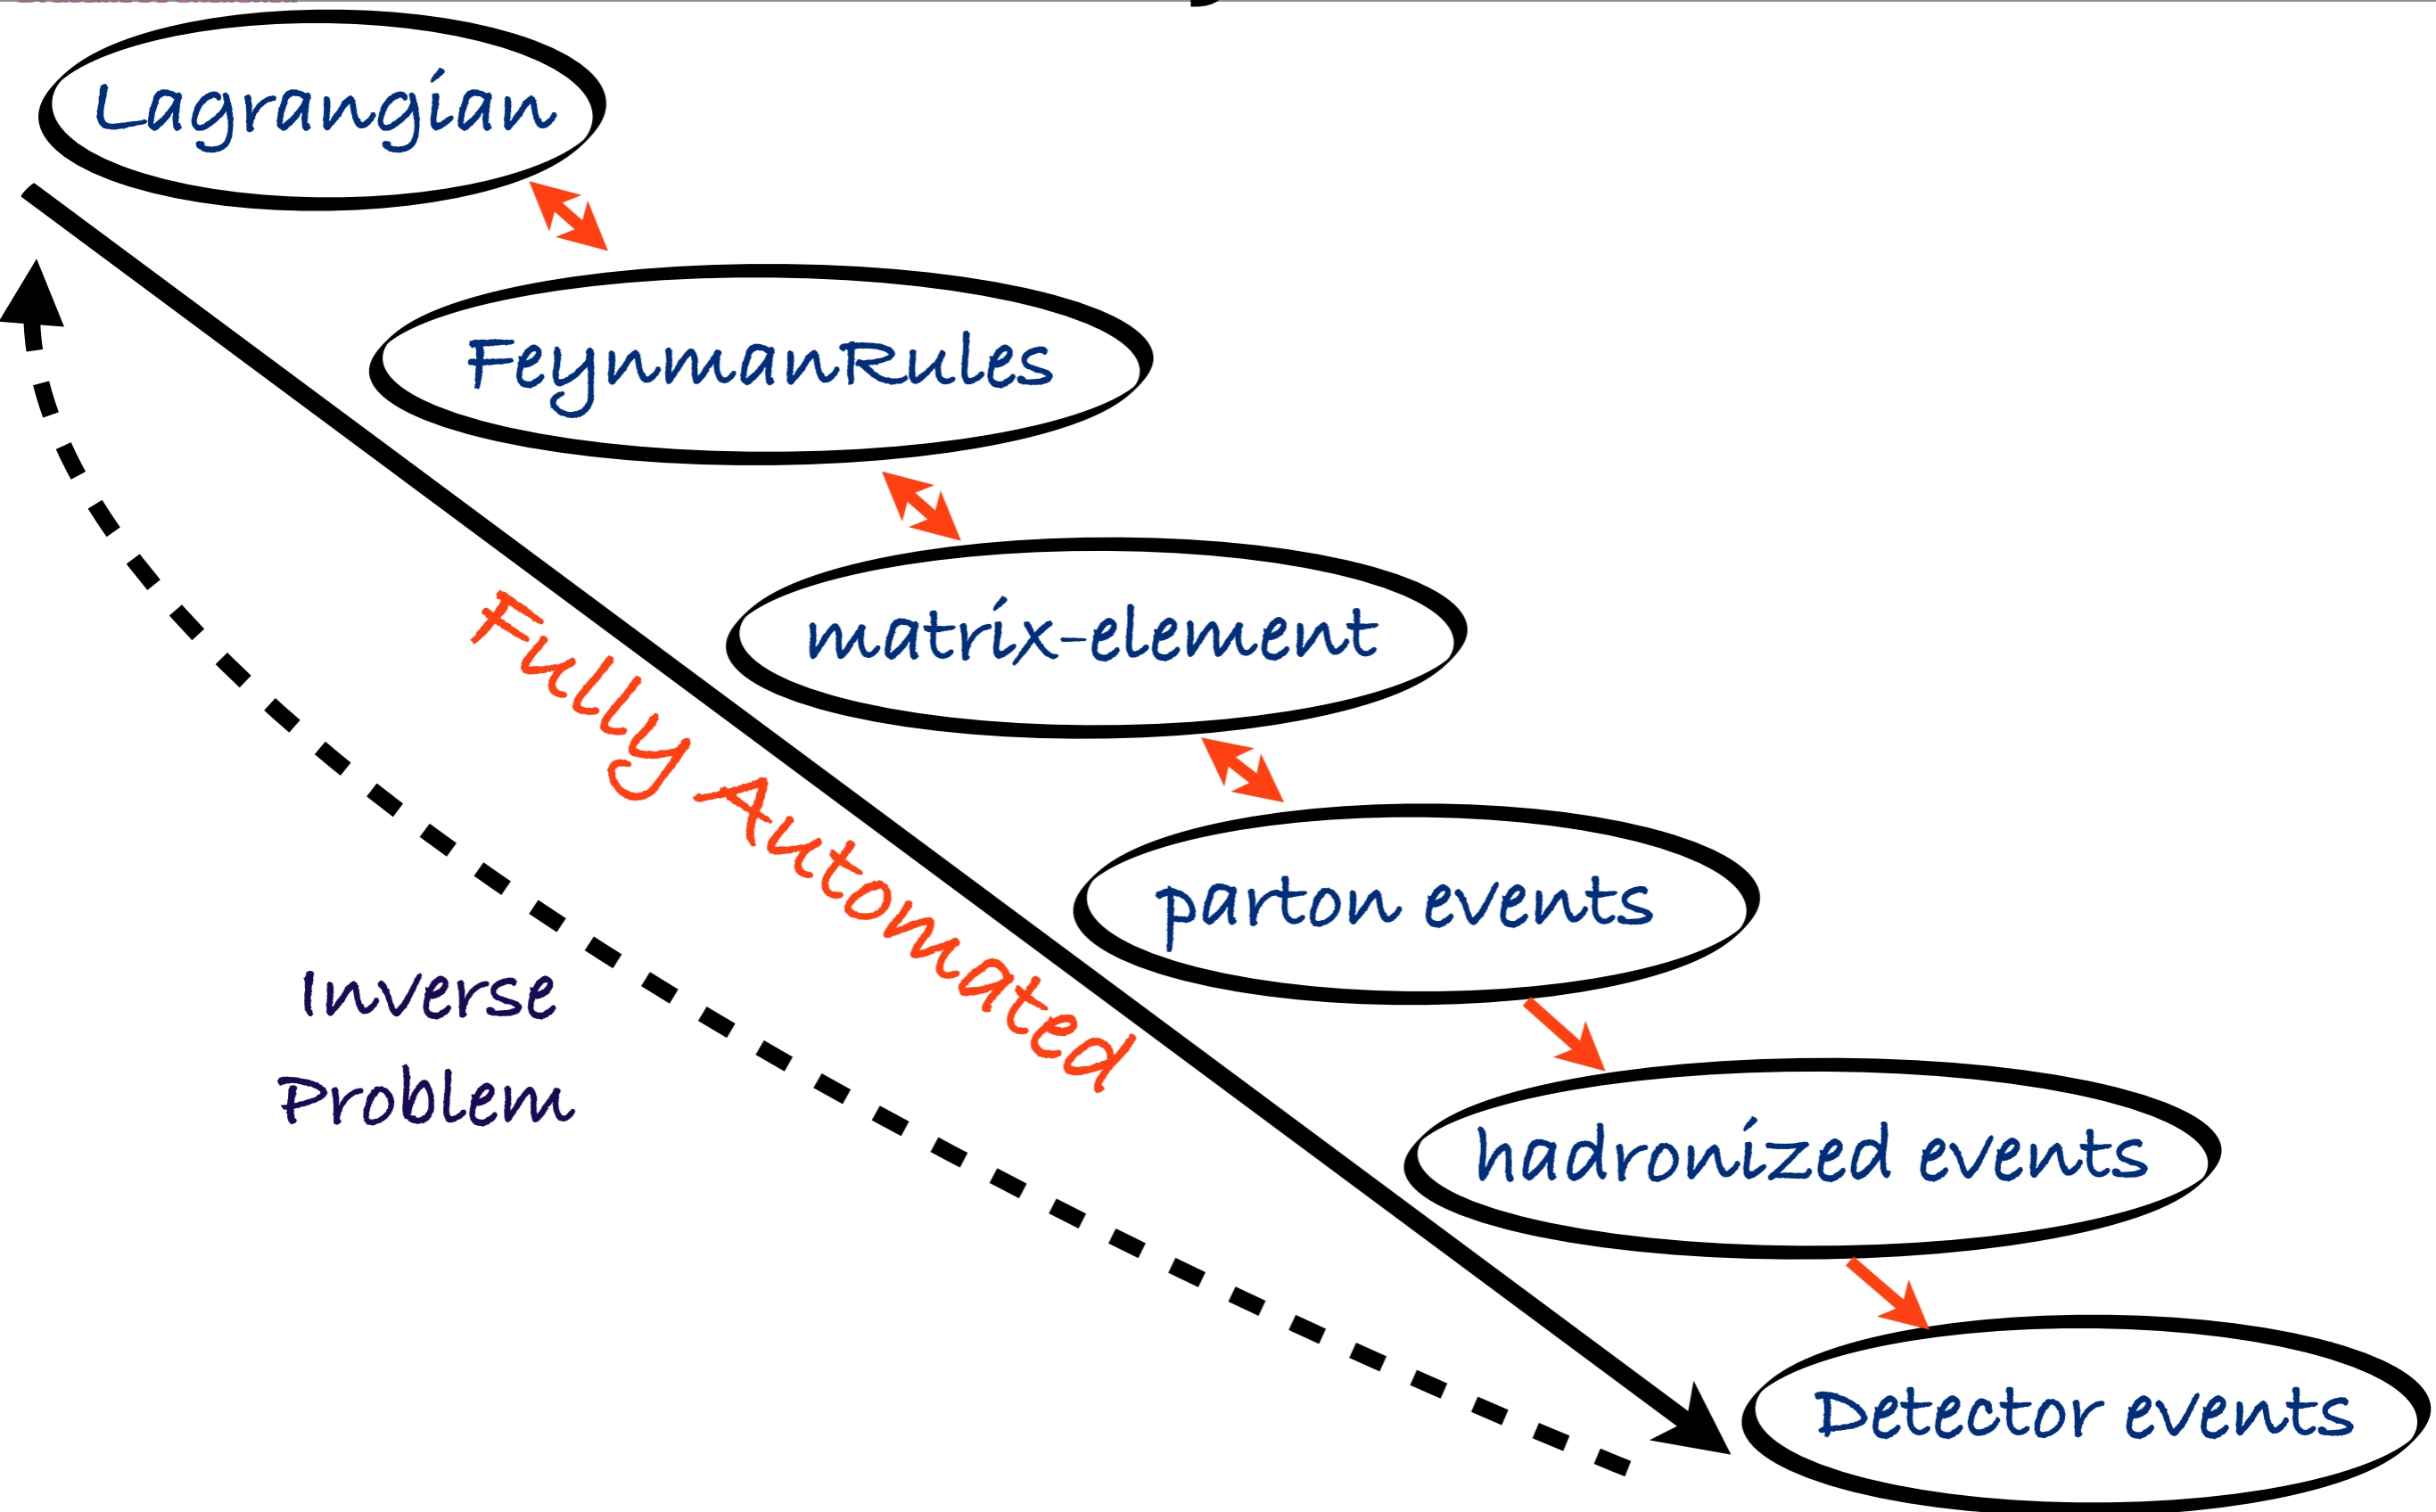 Lagrangian
FeynmanRules
matrix-element
Fully Automated
parton events
Inverse
Problem
hadronized events
Detector events